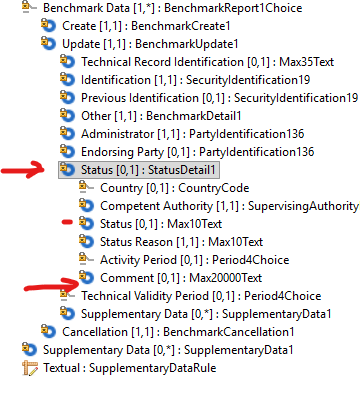 Benchmark Data [1,*] : BenchmarkReport1Choice
Create [1,1] : BenchmarkCreate1
Update [1,1] : BenchmarkUpdate1
Technical Record Identification [0,1] : Max35Text
Identification [1,1] : SecurityIdentification19
Previous Identification [0,1] : SecurityIdentification19
Other [1,1] : BenchmarkDetail1
Administrator [1,1] : PartyIdentification136
Endorsing Party [0,1] : PartyIdentification136
Status [0,1] : StatusDetail1
Country [0,1] : CountryCode
Competent Authority [1,1] : SupervisingAuthority
Status [0,1] : Max10Text
Status Reason [1,1] : Max10Text
Activity Period [0,1] : Period4Choice
Comment [0,1] : Max20000Text
Technical Validity Period [0,1] : Period4Choice
Supplementary Data [0,*] : SupplementaryData1
Cancellation [1,1] : BenchmarkCancellation1
Supplementary Data [0,*] : SupplementaryData1
Textual : SupplementaryDataRule